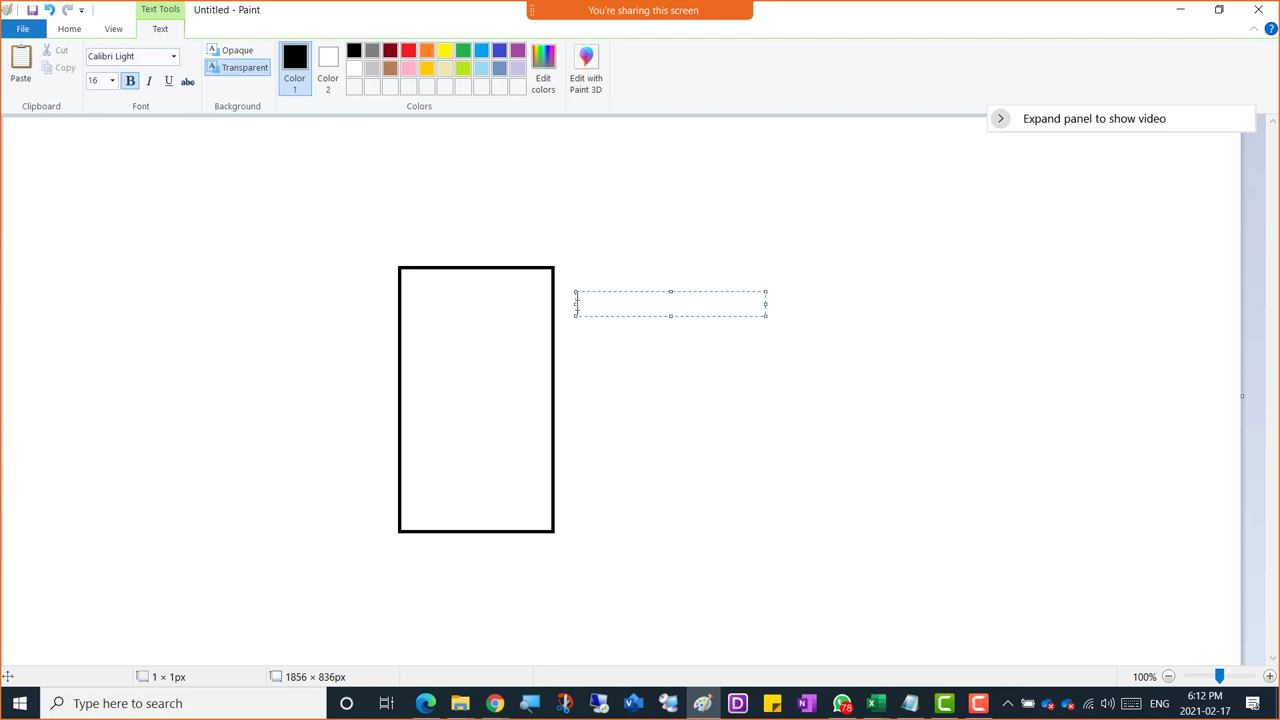 Text Tools
Untitled - Paint
You're sharing this screen
File
Home
View
Text
Paste
Cut
Copy
Clipboard
Calibri Light
16
B I U abc
Font
Opaque
Transparent
Background
Color 1
Color 2
Colors
Edit colors
Edit with Paint 3D
Expand panel to show video
1 × 1px
1856 × 836px
100%
Type here to search
78
ENG
6:12 PM
2021-02-17